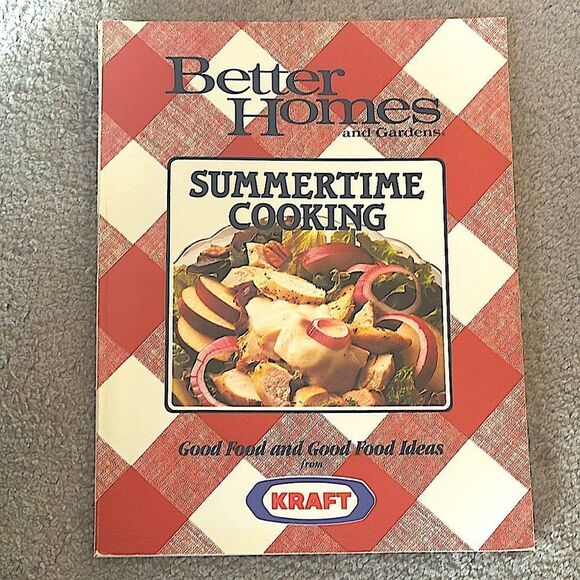 Better
Homes
and Gardens
SUMMERTIME
COOKING
Good Food and Good Food Ideas
from
KRAFT